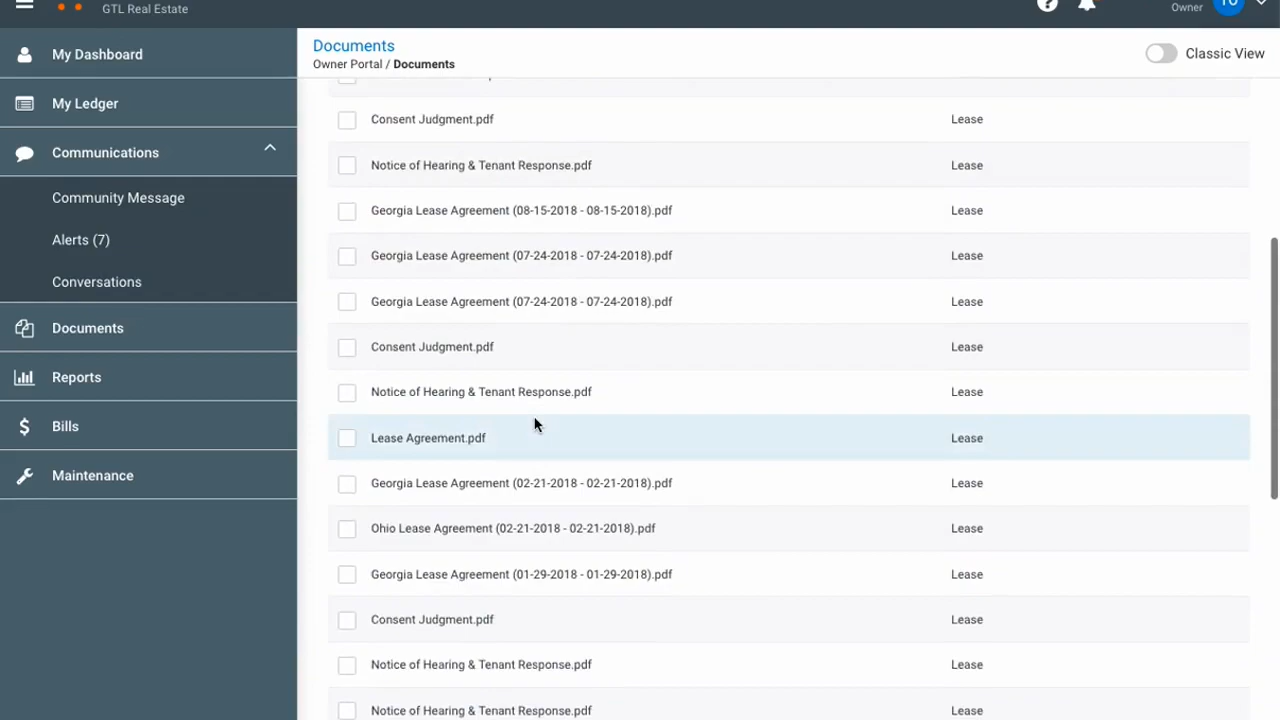 GTL Real Estate
Owner
TO
My Dashboard
My Ledger
Communications
Community Message
Alerts (7)
Conversations
Documents
Reports
Bills
Maintenance
Documents
Owner Portal / Documents
Classic View
Consent Judgment.pdf Lease
Notice of Hearing & Tenant Response.pdf Lease
Georgia Lease Agreement (08-15-2018 - 08-15-2018).pdf Lease
Georgia Lease Agreement (07-24-2018 - 07-24-2018).pdf Lease
Georgia Lease Agreement (07-24-2018 - 07-24-2018).pdf Lease
Consent Judgment.pdf Lease
Notice of Hearing & Tenant Response.pdf Lease
Lease Agreement.pdf Lease
Georgia Lease Agreement (02-21-2018 - 02-21-2018).pdf Lease
Ohio Lease Agreement (02-21-2018 - 02-21-2018).pdf Lease
Georgia Lease Agreement (01-29-2018 - 01-29-2018).pdf Lease
Consent Judgment.pdf Lease
Notice of Hearing & Tenant Response.pdf Lease
Notice of Hearing & Tenant Response.pdf Lease